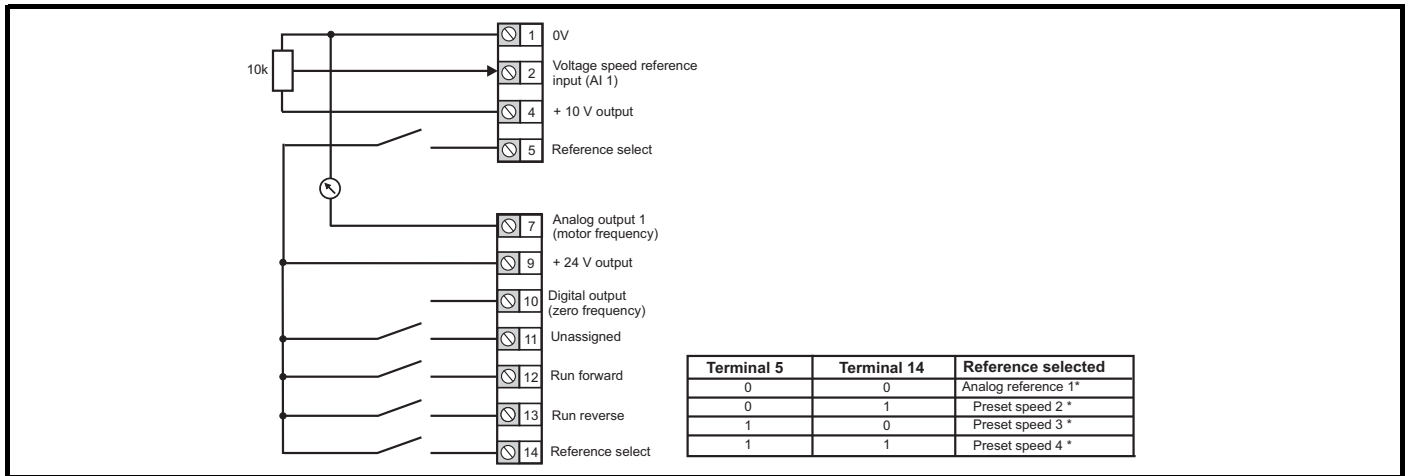 1 0V
10k
2 Voltage speed reference
input (AI 1)
4 + 10 V output
5 Reference select
7 Analog output 1
(motor frequency)
9 + 24 V output
10 Digital output
(zero frequency)
11 Unassigned
12 Run forward
13 Run reverse
14 Reference select
Terminal 5 Terminal 14 Reference selected
0 0 Analog reference 1*
0 1 Preset speed 2 *
1 0 Preset speed 3 *
1 1 Preset speed 4 *